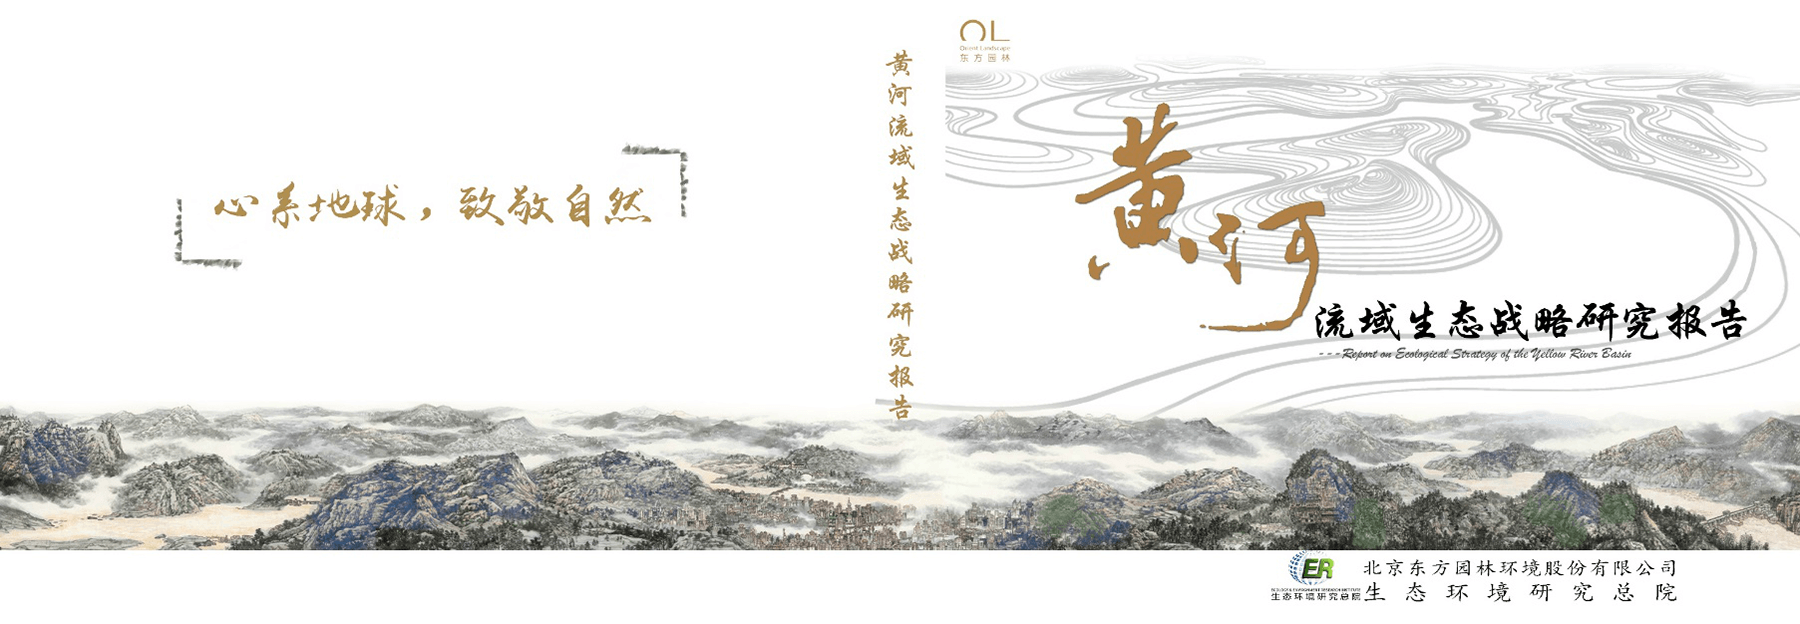 心系地球，致敬自然
黄河流域生态战略研究报告
OL
Orient Landscape
东方园林
黄河
流域生态战略研究报告
---Report on Ecological Strategy of the Yellow River Basin
ER
生态环境研究总院
北京东方园林环境股份有限公司
生态环境研究总院